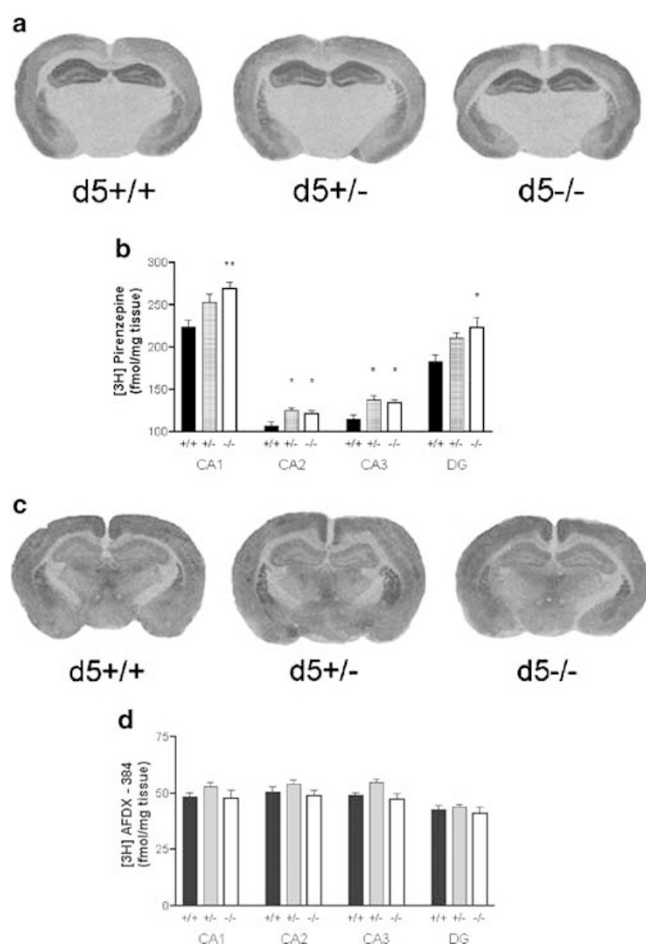 a
d5+/+ d5+/- d5-/-
b
[3H] Pirenzepine
(fmol/mg tissue)
300
250
200
150
100
**
* *
* *
*
+/+ +/- -/- +/+ +/- -/- +/+ +/- -/- +/+ +/- -/-
CA1 CA2 CA3 DG
c
d5+/+ d5+/- d5-/-
d
[3H] AFDX - 384
(fmol/mg tissue)
75
50
25
0
+/+ +/- -/- +/+ +/- -/- +/+ +/- -/- +/+ +/- -/-
CA1 CA2 CA3 DG